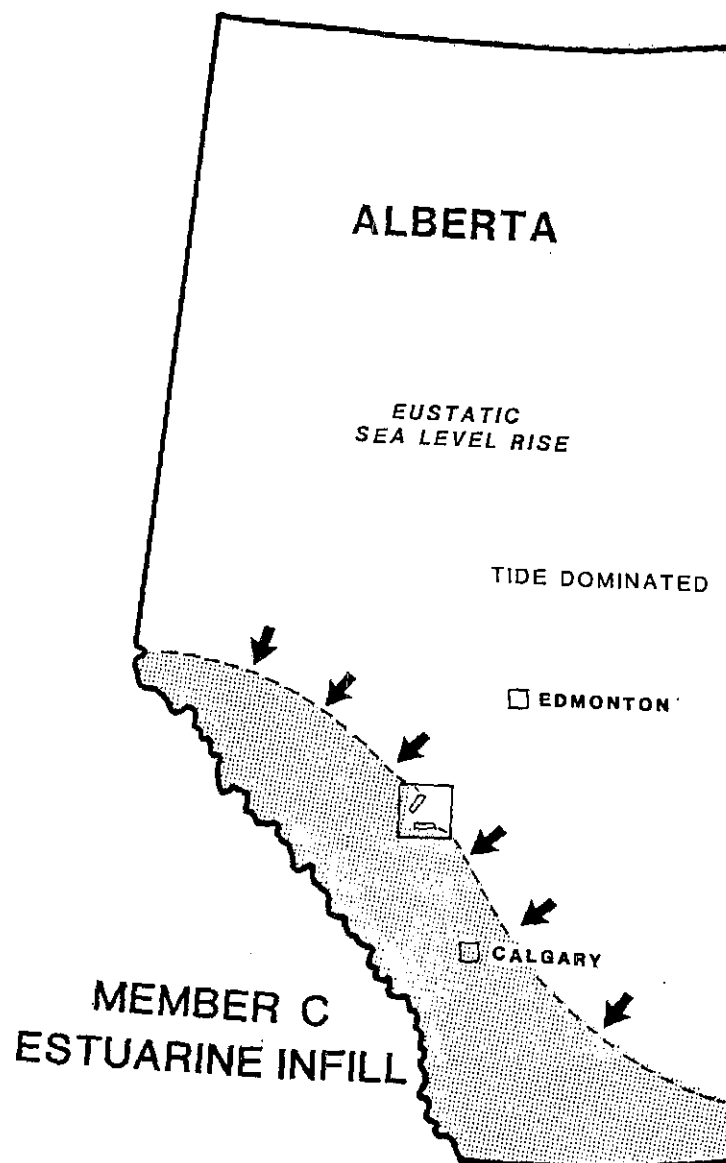 ALBERTA
EUSTATIC
SEA LEVEL RISE
TIDE DOMINATED
EDMONTON
CALGARY
MEMBER C
ESTUARINE INFILL